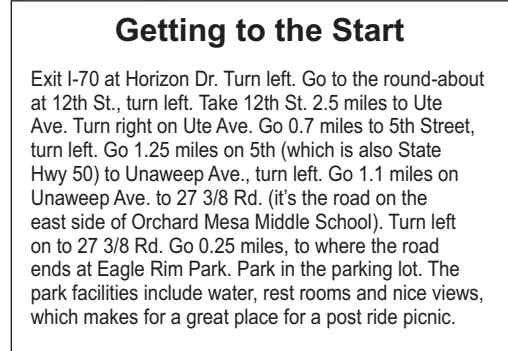 Getting to the Start
Exit I-70 at Horizon Dr. Turn left. Go to the round-about
at 12th St., turn left. Take 12th St. 2.5 miles to Ute
Ave. Turn right on Ute Ave. Go 0.7 miles to 5th Street,
turn left. Go 1.25 miles on 5th (which is also State
Hwy 50) to Unaweep Ave., turn left. Go 1.1 miles on
Unaweep Ave. to 27 3/8 Rd. (it's the road on the
east side of Orchard Mesa Middle School). Turn left
on to 27 3/8 Rd. Go 0.25 miles, to where the road
ends at Eagle Rim Park. Park in the parking lot. The
park facilities include water, rest rooms and nice views,
which makes for a great place for a post ride picnic.